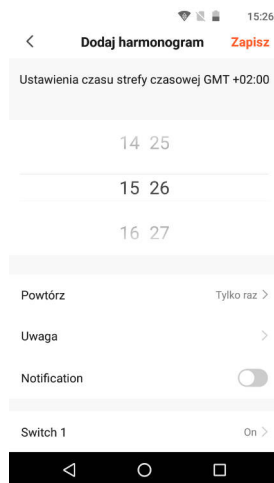 15:26
Dodaj harmonogram Zapisz
Ustawienia czasu strefy czasowej GMT +02:00
14 25
15 26
16 27
Powtórz Tylko raz
Uwaga
Notification
Switch 1 On